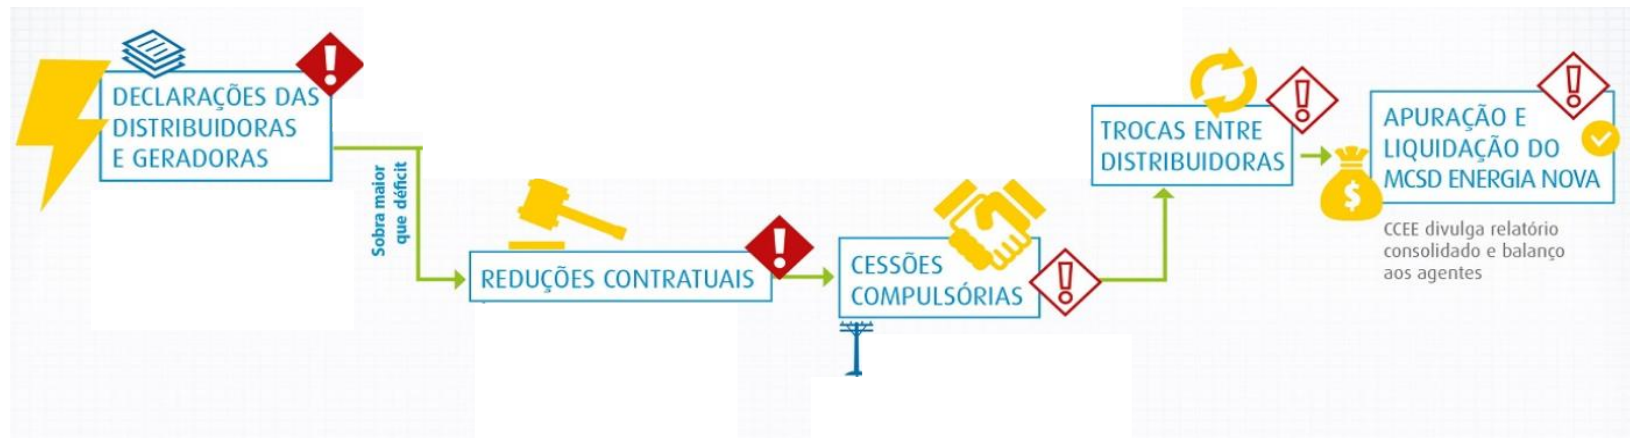 DECLARAÇÕES DAS
DISTRIBUIDORAS
E GERADORAS
Sobra maior
que déficit
REDUÇÕES CONTRATUAIS
CESSÕES
COMPULSÓRIAS
TROCAS ENTRE
DISTRIBUIDORAS
$
APURAÇÃO E
LIQUIDAÇÃO DO
MCSD ENERGIA NOVA
CCEE divulga relatório
consolidado e balanço
aos agentes